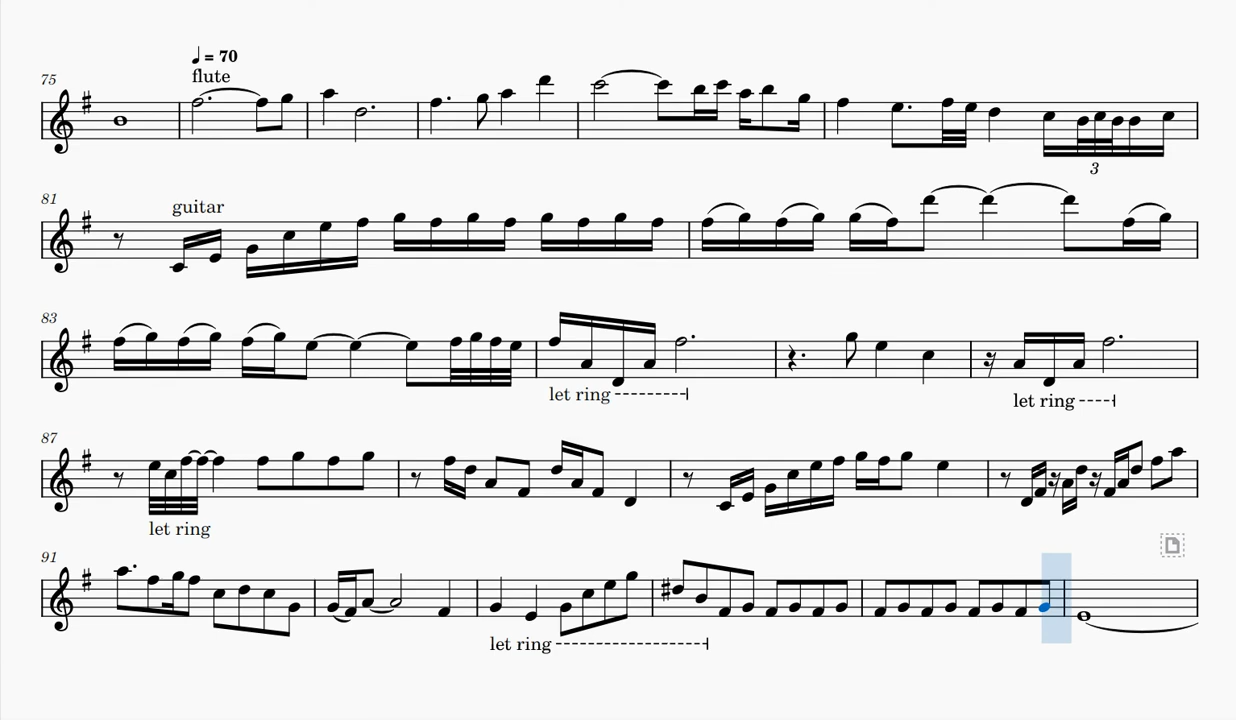 75
♩ = 70
flute
3
81
guitar
83
let ring
let ring
87
let ring
91
let ring